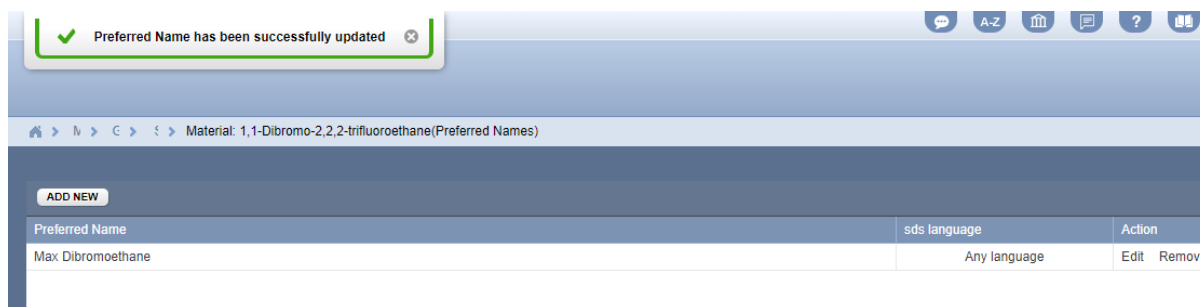 Preferred Name has been successfully updated
A-Z
?
Material: 1,1-Dibromo-2,2,2-trifluoroethane(Preferred Names)
ADD NEW
Preferred Name sds language Action
Max Dibromoethane Any language Edit Remov